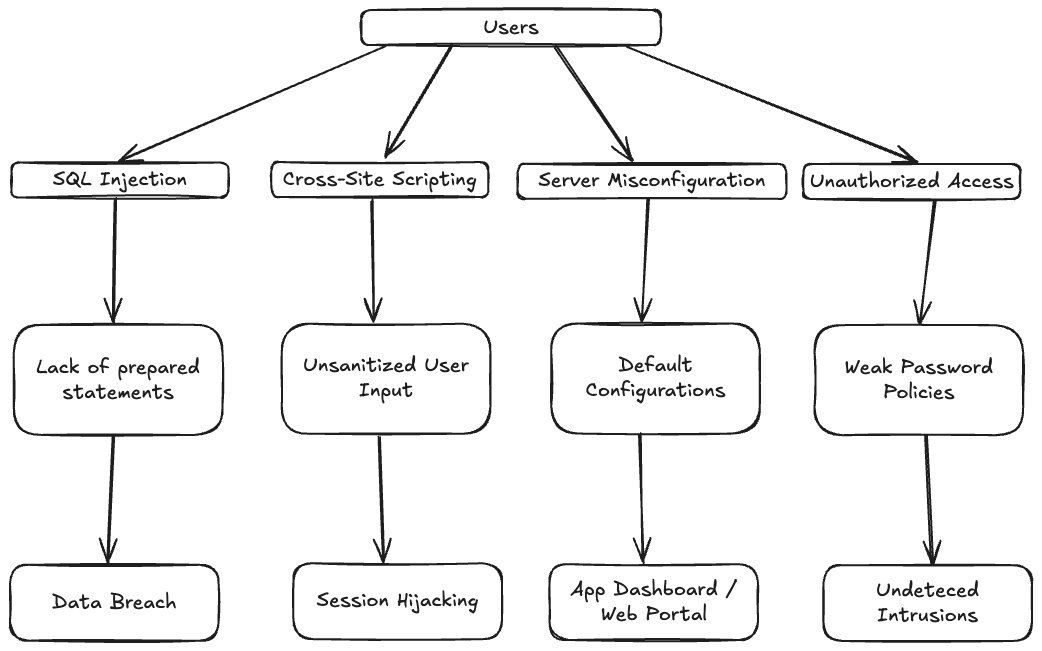 Users
SQL Injection
Cross-Site Scripting
Server Misconfiguration
Unauthorized Access
Lack of prepared
statements
Unsanitized User
Input
Default
Configurations
Weak Password
Policies
Data Breach
Session Hijacking
App Dashboard /
Web Portal
Undeteced
Intrusions